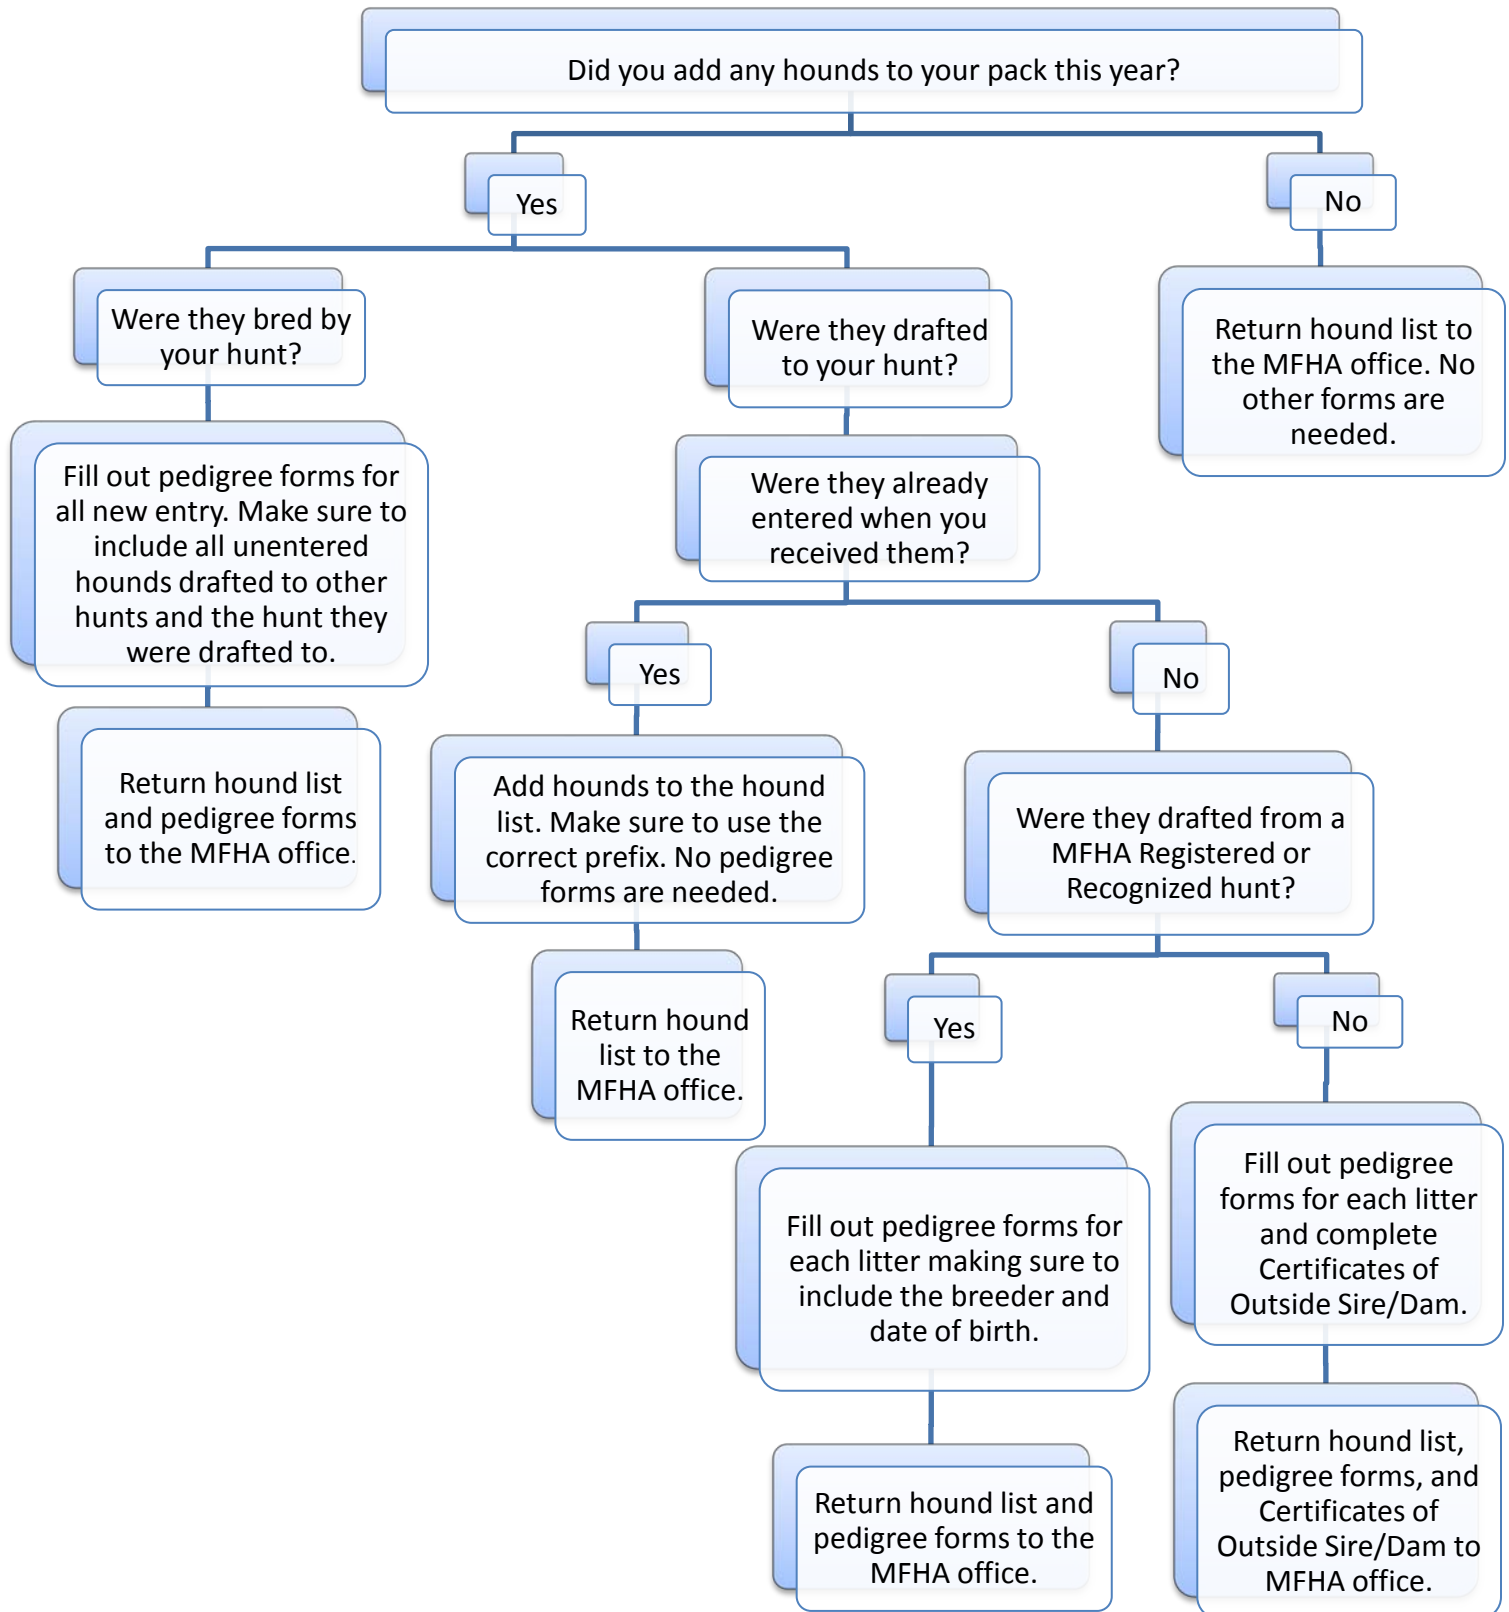 Did you add any hounds to your pack this year?
Yes
No
Were they bred by
your hunt?
Were they drafted
to your hunt?
Return hound list to
the MFHA office. No
other forms are
needed.
Fill out pedigree forms for
all new entry. Make sure to
include all unentered
hounds drafted to other
hunts and the hunt they
were drafted to.
Were they already
entered when you
received them?
Yes
No
Return hound list
and pedigree forms
to the MFHA office.
Add hounds to the hound
list. Make sure to use the
correct prefix. No pedigree
forms are needed.
Were they drafted from a
MFHA Registered or
Recognized hunt?
Return hound
list to the
MFHA office.
Yes
No
Fill out pedigree forms for
each litter making sure to
include the breeder and
date of birth.
Fill out pedigree
forms for each litter
and complete
Certificates of
Outside Sire/Dam.
Return hound list and
pedigree forms to the
MFHA office.
Return hound list,
pedigree forms, and
Certificates of
Outside Sire/Dam to
MFHA office.